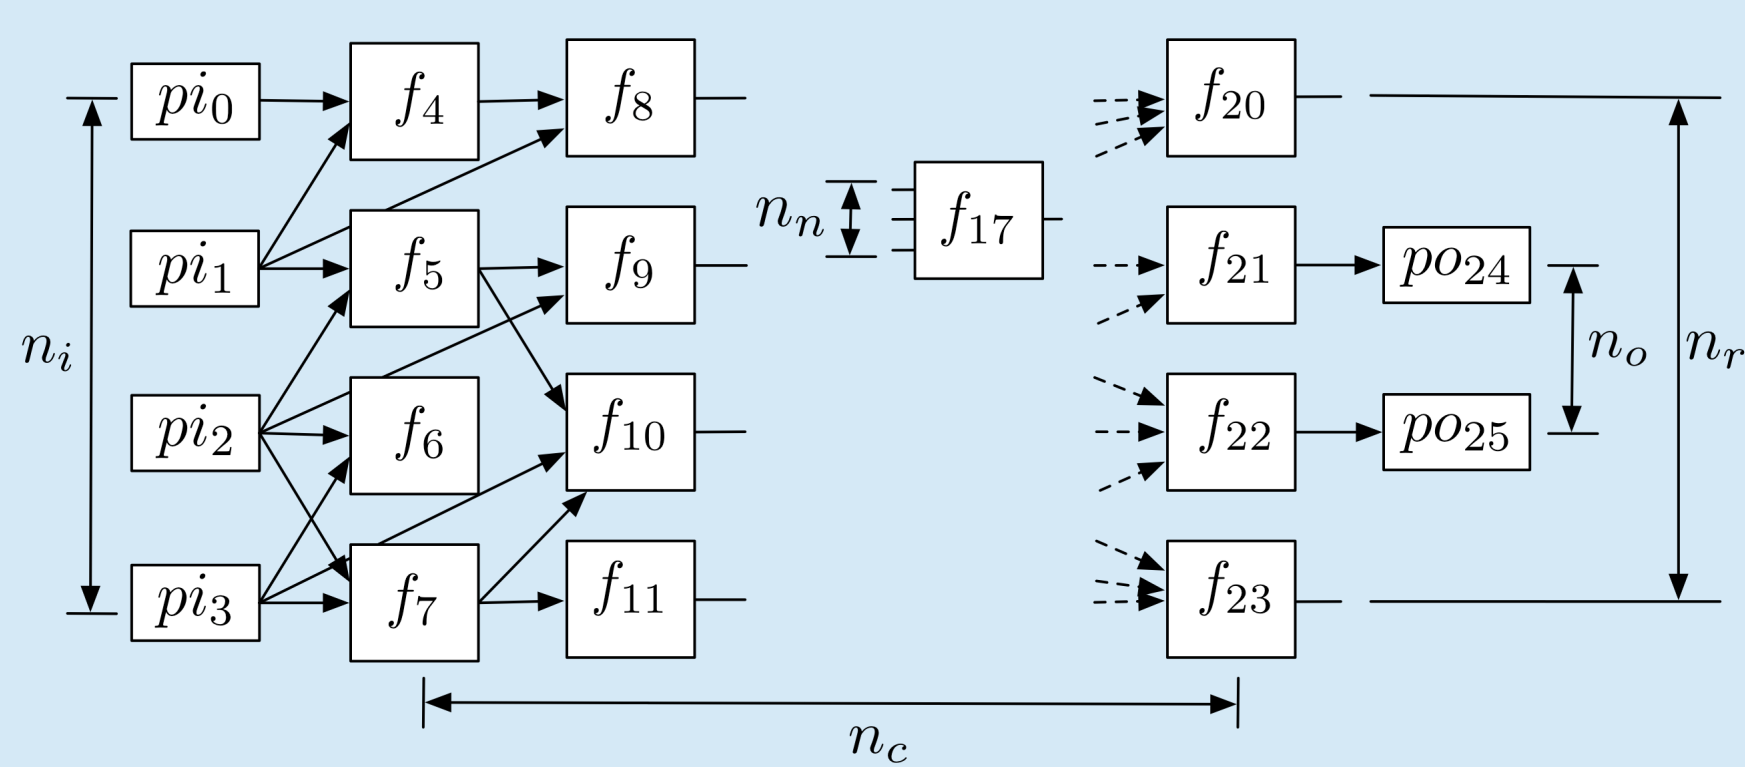 pi₀ f₄ f₈ f₂₀
nₙ f₁₇
pi₁ f₅ f₉ f₂₁ po₂₄
nᵢ nₒ nᵣ
pi₂ f₆ f₁₀ f₂₂ po₂₅
pi₃ f₇ f₁₁ f₂₃
n_c